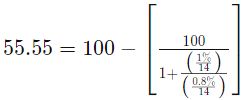 55.55 = 100 − [ 100 / ( 1 + ( 1% / 14 ) / ( 0.8% / 14 ) ) ]